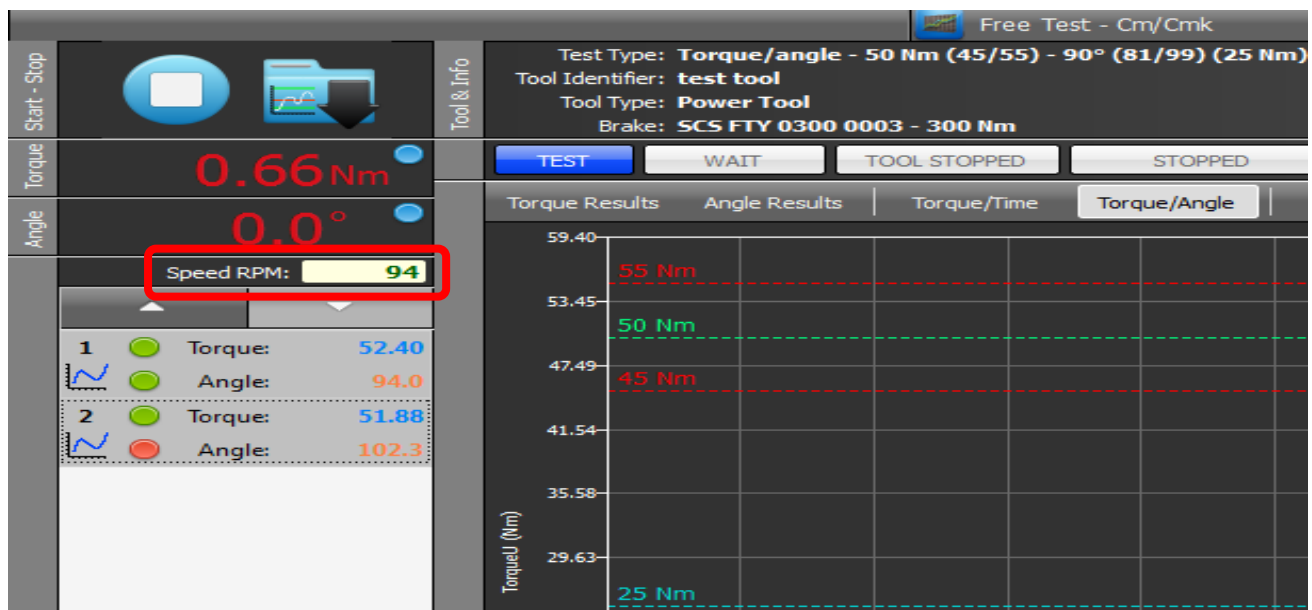 Free Test - Cm/Cmk
Start - Stop
Tool & Info
Test Type: Torque/angle - 50 Nm (45/55) - 90° (81/99) (25 Nm)
Tool Identifier: test tool
Tool Type: Power Tool
Brake: SCS FTY 0300 0003 - 300 Nm
Torque
0.66 Nm
TEST WAIT TOOL STOPPED STOPPED
Angle
0.0°
Torque Results Angle Results Torque/Time Torque/Angle
Speed RPM: 94
1 Torque: 52.40
Angle: 94.0
2 Torque: 51.88
Angle: 102.3
59.40
55 Nm
53.45
50 Nm
47.49
45 Nm
41.54
35.58
TorqueU (Nm)
29.63
25 Nm